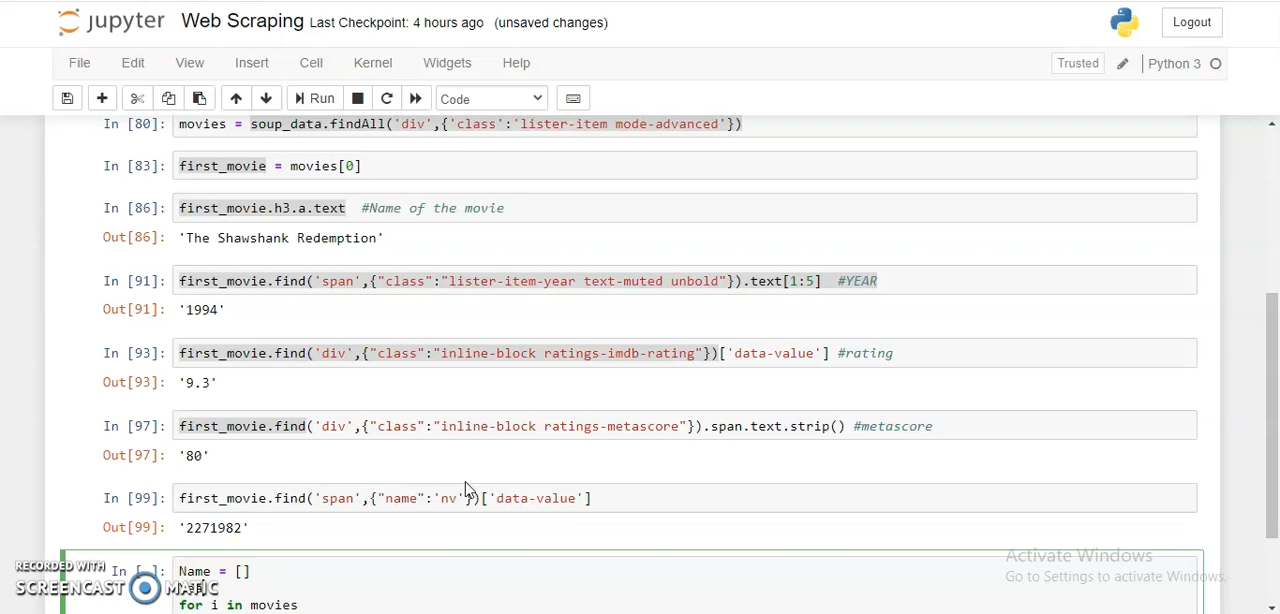 jupyter Web Scraping Last Checkpoint: 4 hours ago (unsaved changes) Logout
File Edit View Insert Cell Kernel Widgets Help Trusted Python 3
Run Code
In [80]: movies = soup_data.findAll('div',{'class':'lister-item mode-advanced'})
In [83]: first_movie = movies[0]
In [86]: first_movie.h3.a.text #Name of the movie
Out[86]: 'The Shawshank Redemption'
In [91]: first_movie.find('span',{"class":"lister-item-year text-muted unbold"}).text[1:5] #YEAR
Out[91]: '1994'
In [93]: first_movie.find('div',{"class":"inline-block ratings-imdb-rating"})['data-value'] #rating
Out[93]: '9.3'
In [97]: first_movie.find('div',{"class":"inline-block ratings-metascore"}).span.text.strip() #metascore
Out[97]: '80'
In [99]: first_movie.find('span',{"name":'nv'})['data-value']
Out[99]: '2271982'
In [ ]: Name = []
for i in movies
RECORDED WITH
SCREENCAST MATIC
Activate Windows
Go to Settings to activate Windows.